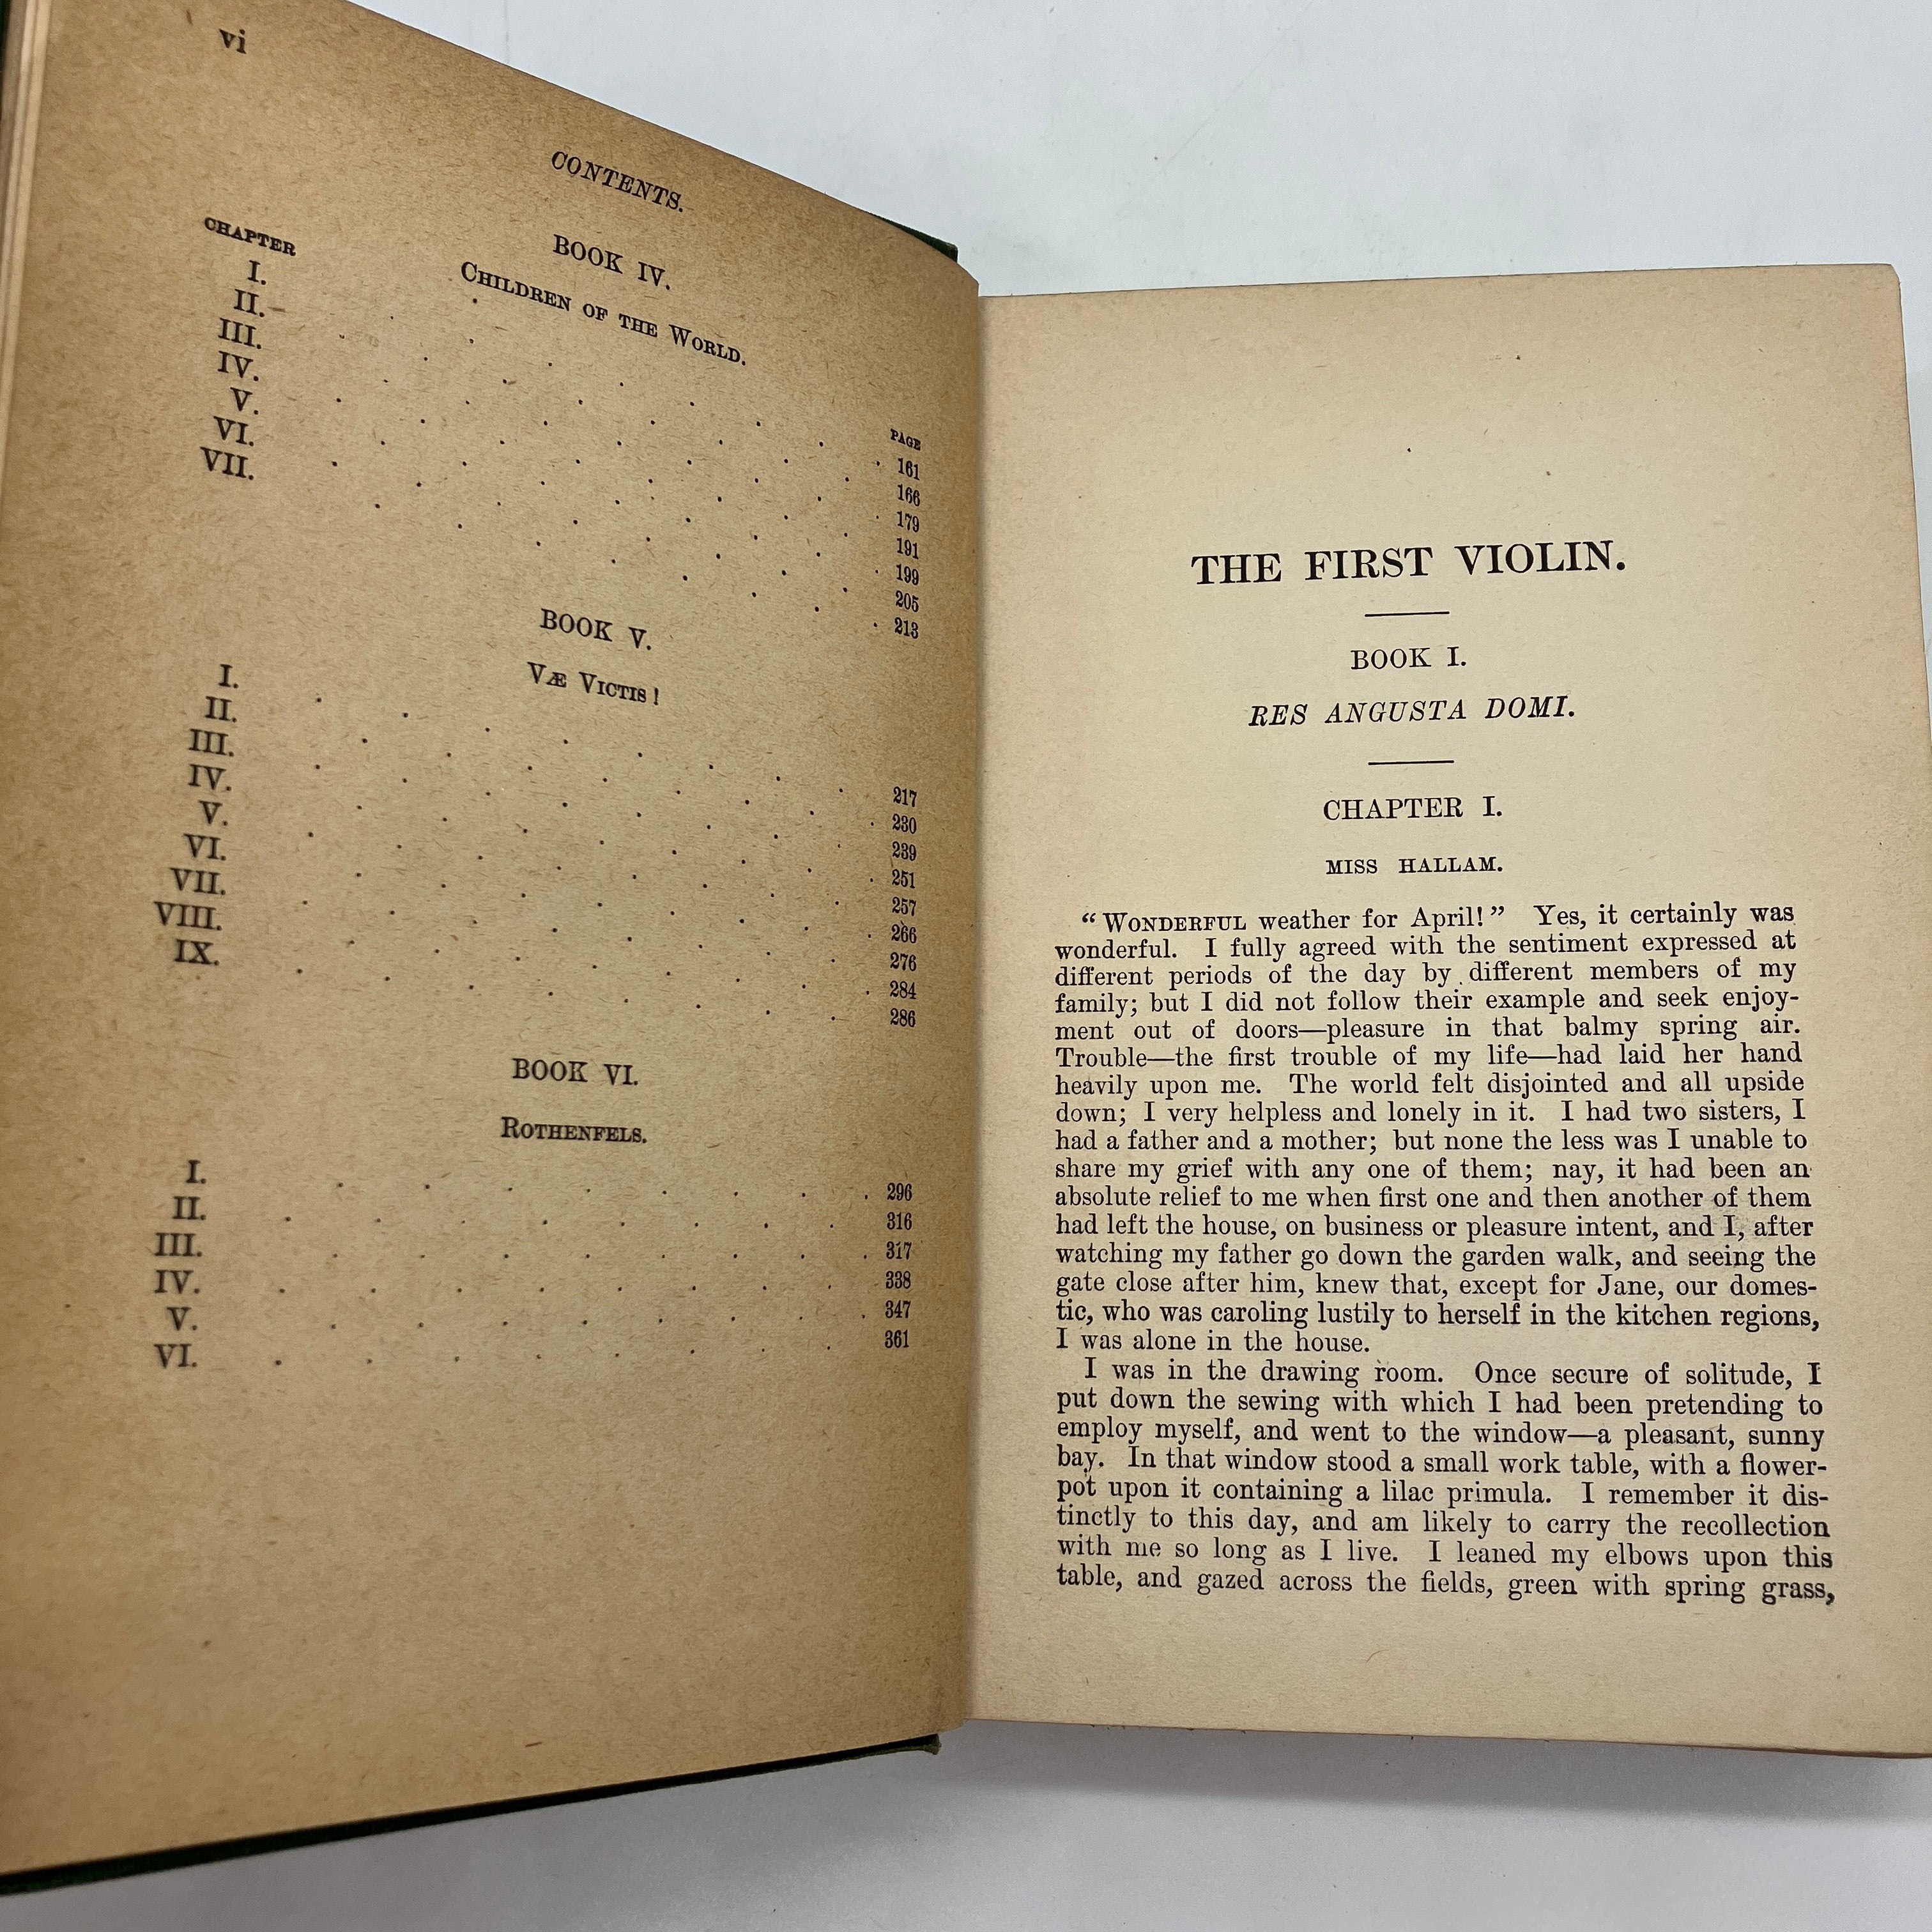 vi
CONTENTS.
BOOK IV.
CHILDREN OF THE WORLD.
CHAPTER PAGE
I. 161
II. 166
III. 179
IV. 191
V. 199
VI. 205
VII. 213
BOOK V.
VÆ VICTIS!
I. 217
II. 230
III. 239
IV. 251
V. 257
VI. 266
VII. 276
VIII. 284
IX. 286
BOOK VI.
ROTHENFELS.
I. 296
II. 316
III. 317
IV. 338
V. 347
VI. 361
THE FIRST VIOLIN.
BOOK I.
RES ANGUSTA DOMI.
CHAPTER I.
MISS HALLAM.
“WONDERFUL weather for April!” Yes, it certainly was
wonderful. I fully agreed with the sentiment expressed at
different periods of the day by different members of my
family; but I did not follow their example and seek enjoy-
ment out of doors—pleasure in that balmy spring air.
Trouble—the first trouble of my life—had laid her hand
heavily upon me. The world felt disjointed and all upside
down; I very helpless and lonely in it. I had two sisters, I
had a father and a mother; but none the less was I unable to
share my grief with any one of them; nay, it had been an
absolute relief to me when first one and then another of them
had left the house, on business or pleasure intent, and I, after
watching my father go down the garden walk, and seeing the
gate close after him, knew that, except for Jane, our domes-
tic, who was caroling lustily to herself in the kitchen regions,
I was alone in the house.
I was in the drawing room. Once secure of solitude, I
put down the sewing with which I had been pretending to
employ myself, and went to the window—a pleasant, sunny
bay. In that window stood a small work table, with a flower-
pot upon it containing a lilac primula. I remember it dis-
tinctly to this day, and am likely to carry the recollection
with me so long as I live. I leaned my elbows upon this
table, and gazed across the fields, green with spring grass,